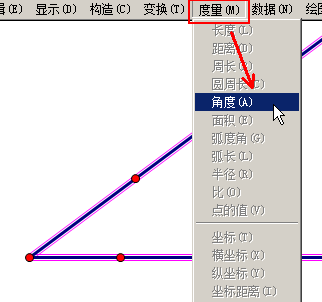 辑(E) 显示(D) 构造(C) 变换(T) 度量(M) 数据(N) 绘图
长度(L)
距离(D)
周长(P)
圆周长(C)
角度(A)
面积(E)
弧度角(G)
弧长(L)
半径(R)
比(O)
点的值(V)
坐标(T)
横坐标(X)
纵坐标(Y)
坐标距离(I)